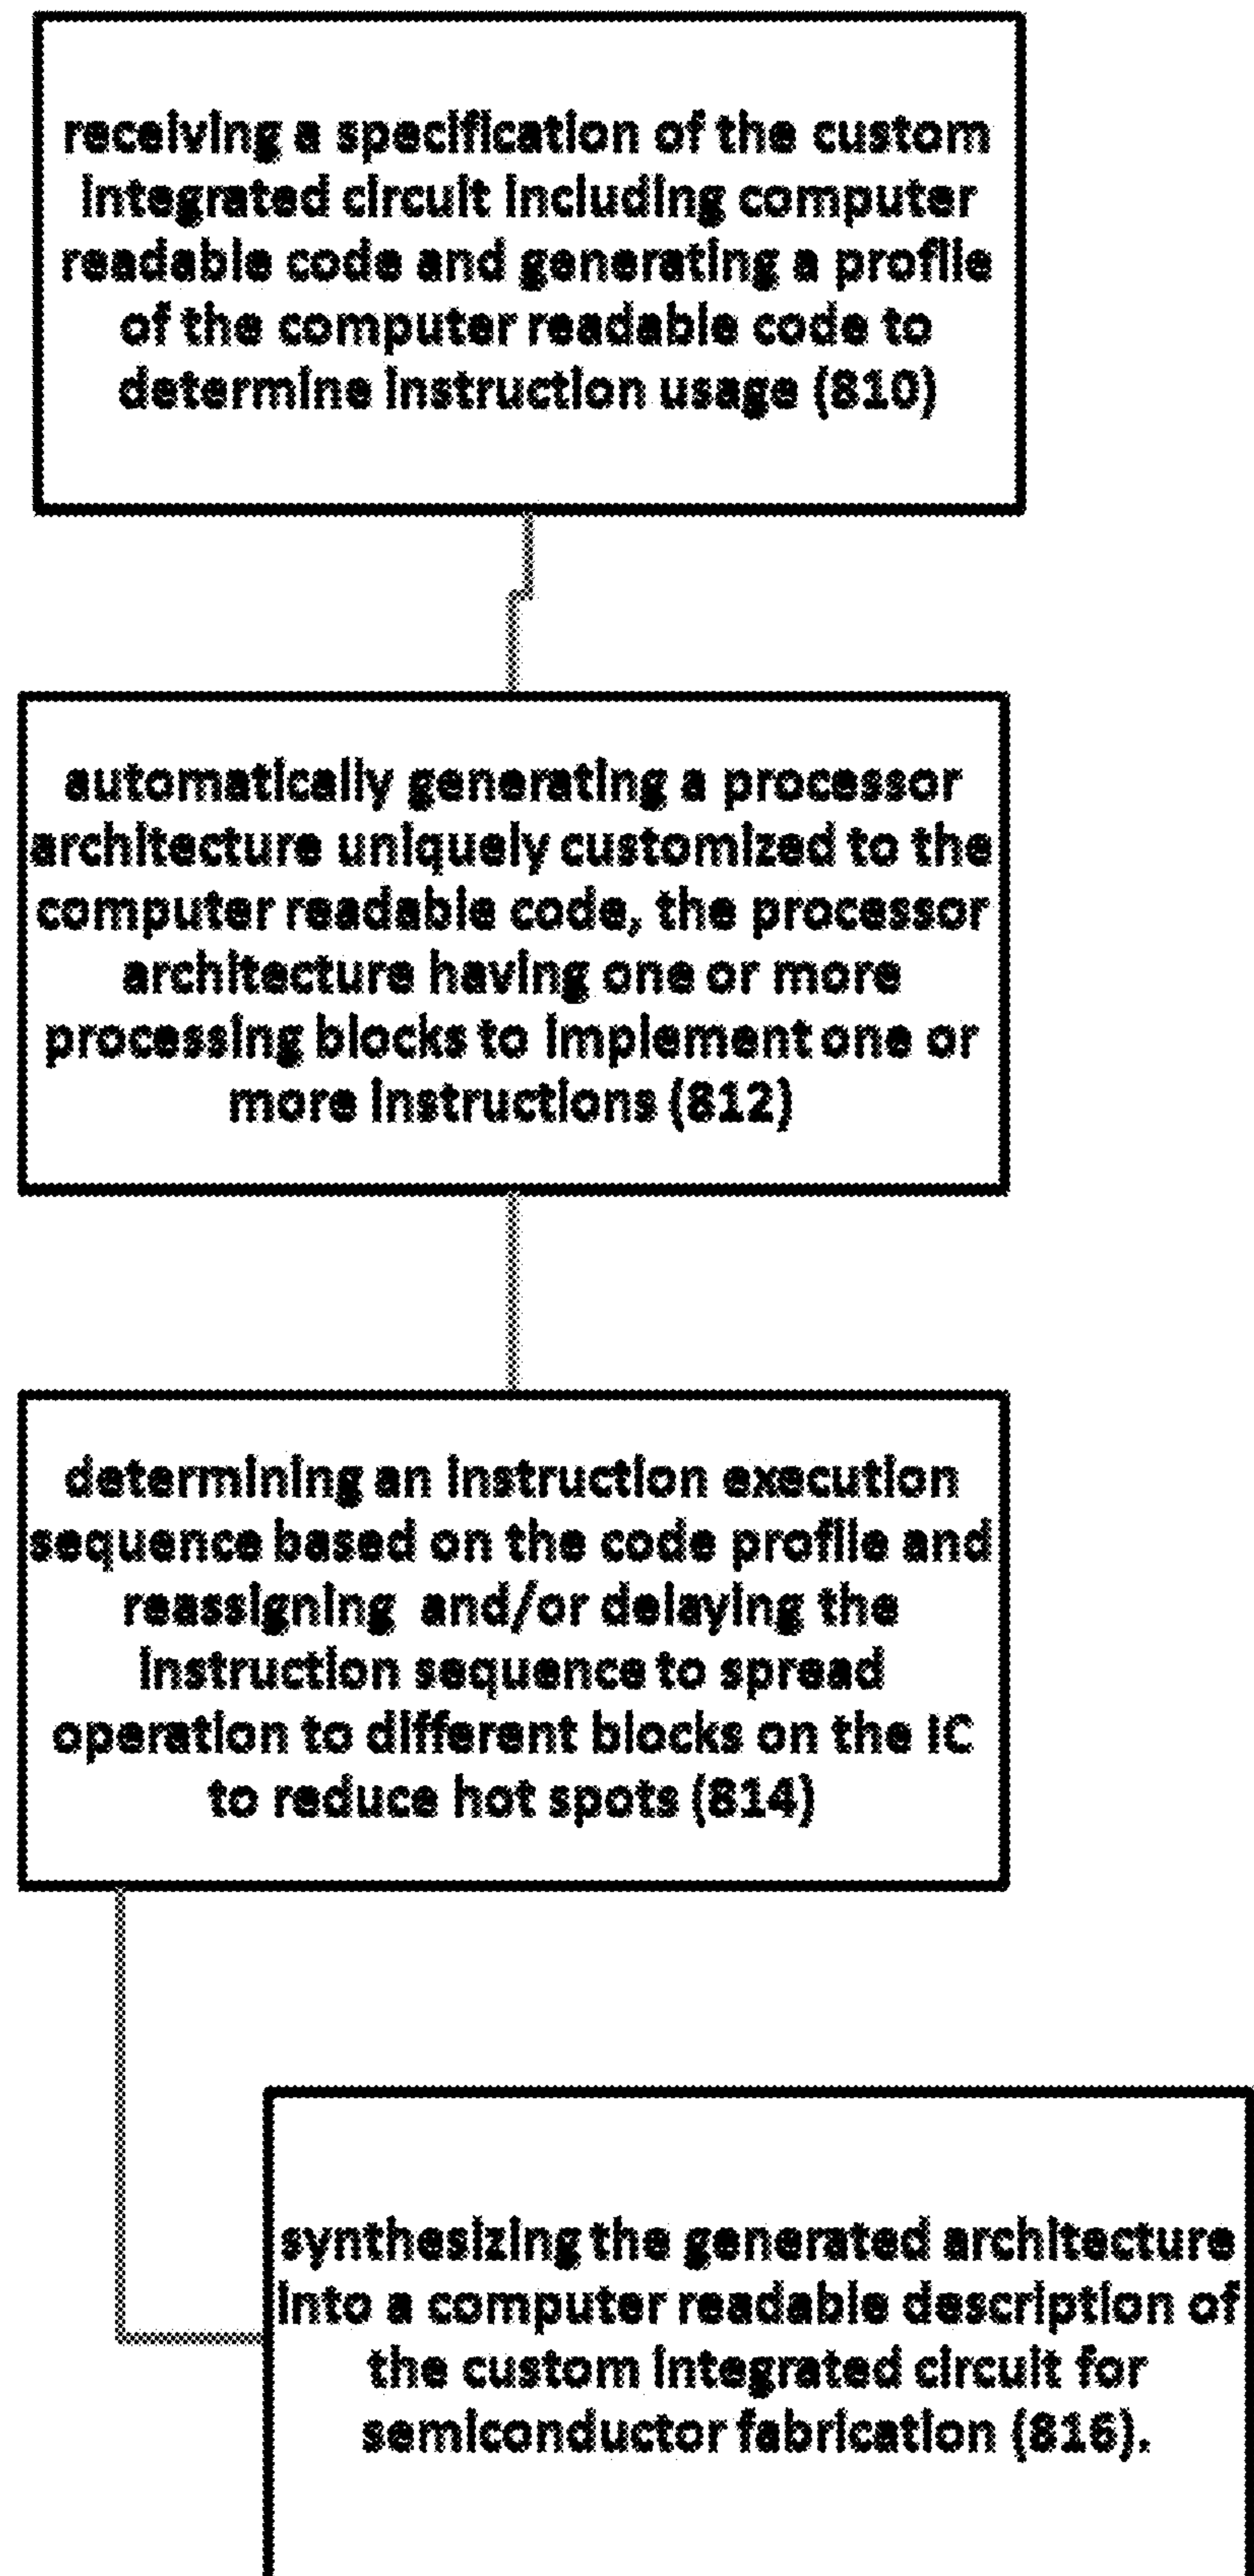 receiving a specification of the custom
integrated circuit including computer
readable code and generating a profile
of the computer readable code to
determine instruction usage (810)
automatically generating a processor
architecture uniquely customized to the
computer readable code, the processor
architecture having one or more
processing blocks to implement one or
more instructions (812)
determining an instruction execution
sequence based on the code profile and
reassigning and/or delaying the
instruction sequence to spread
operation to different blocks on the IC
to reduce hot spots (814)
synthesizing the generated architecture
into a computer readable description of
the custom integrated circuit for
semiconductor fabrication (816).